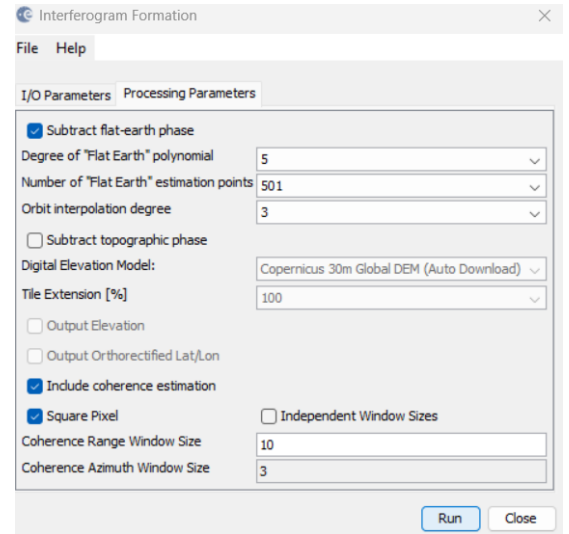 Interferogram Formation
File Help
I/O Parameters Processing Parameters
Subtract flat-earth phase
Degree of "Flat Earth" polynomial 5
Number of "Flat Earth" estimation points 501
Orbit interpolation degree 3
Subtract topographic phase
Digital Elevation Model: Copernicus 30m Global DEM (Auto Download)
Tile Extension [%] 100
Output Elevation
Output Orthorectified Lat/Lon
Include coherence estimation
Square Pixel Independent Window Sizes
Coherence Range Window Size 10
Coherence Azimuth Window Size 3
Run Close